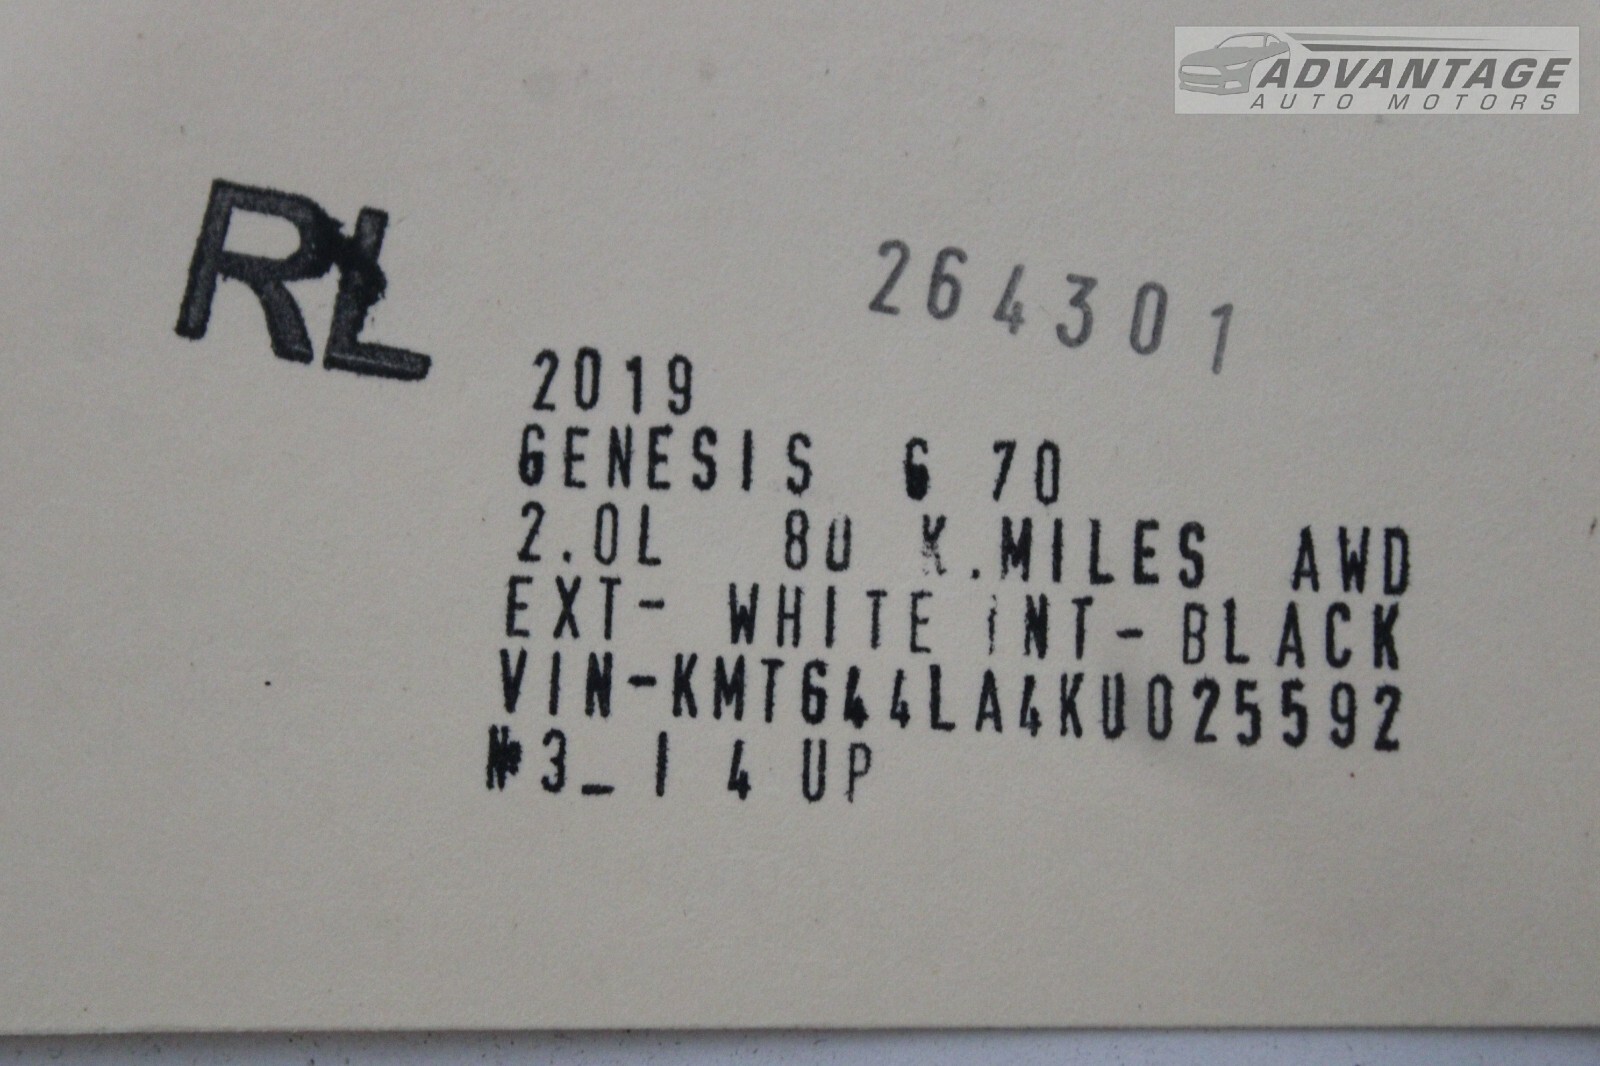 ADVANTAGE
AUTO MOTORS
RL
264301
2019
GENESIS G 70
2.0L 80 K.MILES AWD
EXT- WHITE INT-BLACK
VIN-KMTG44LA4KU025592
№3_ I 4 UP